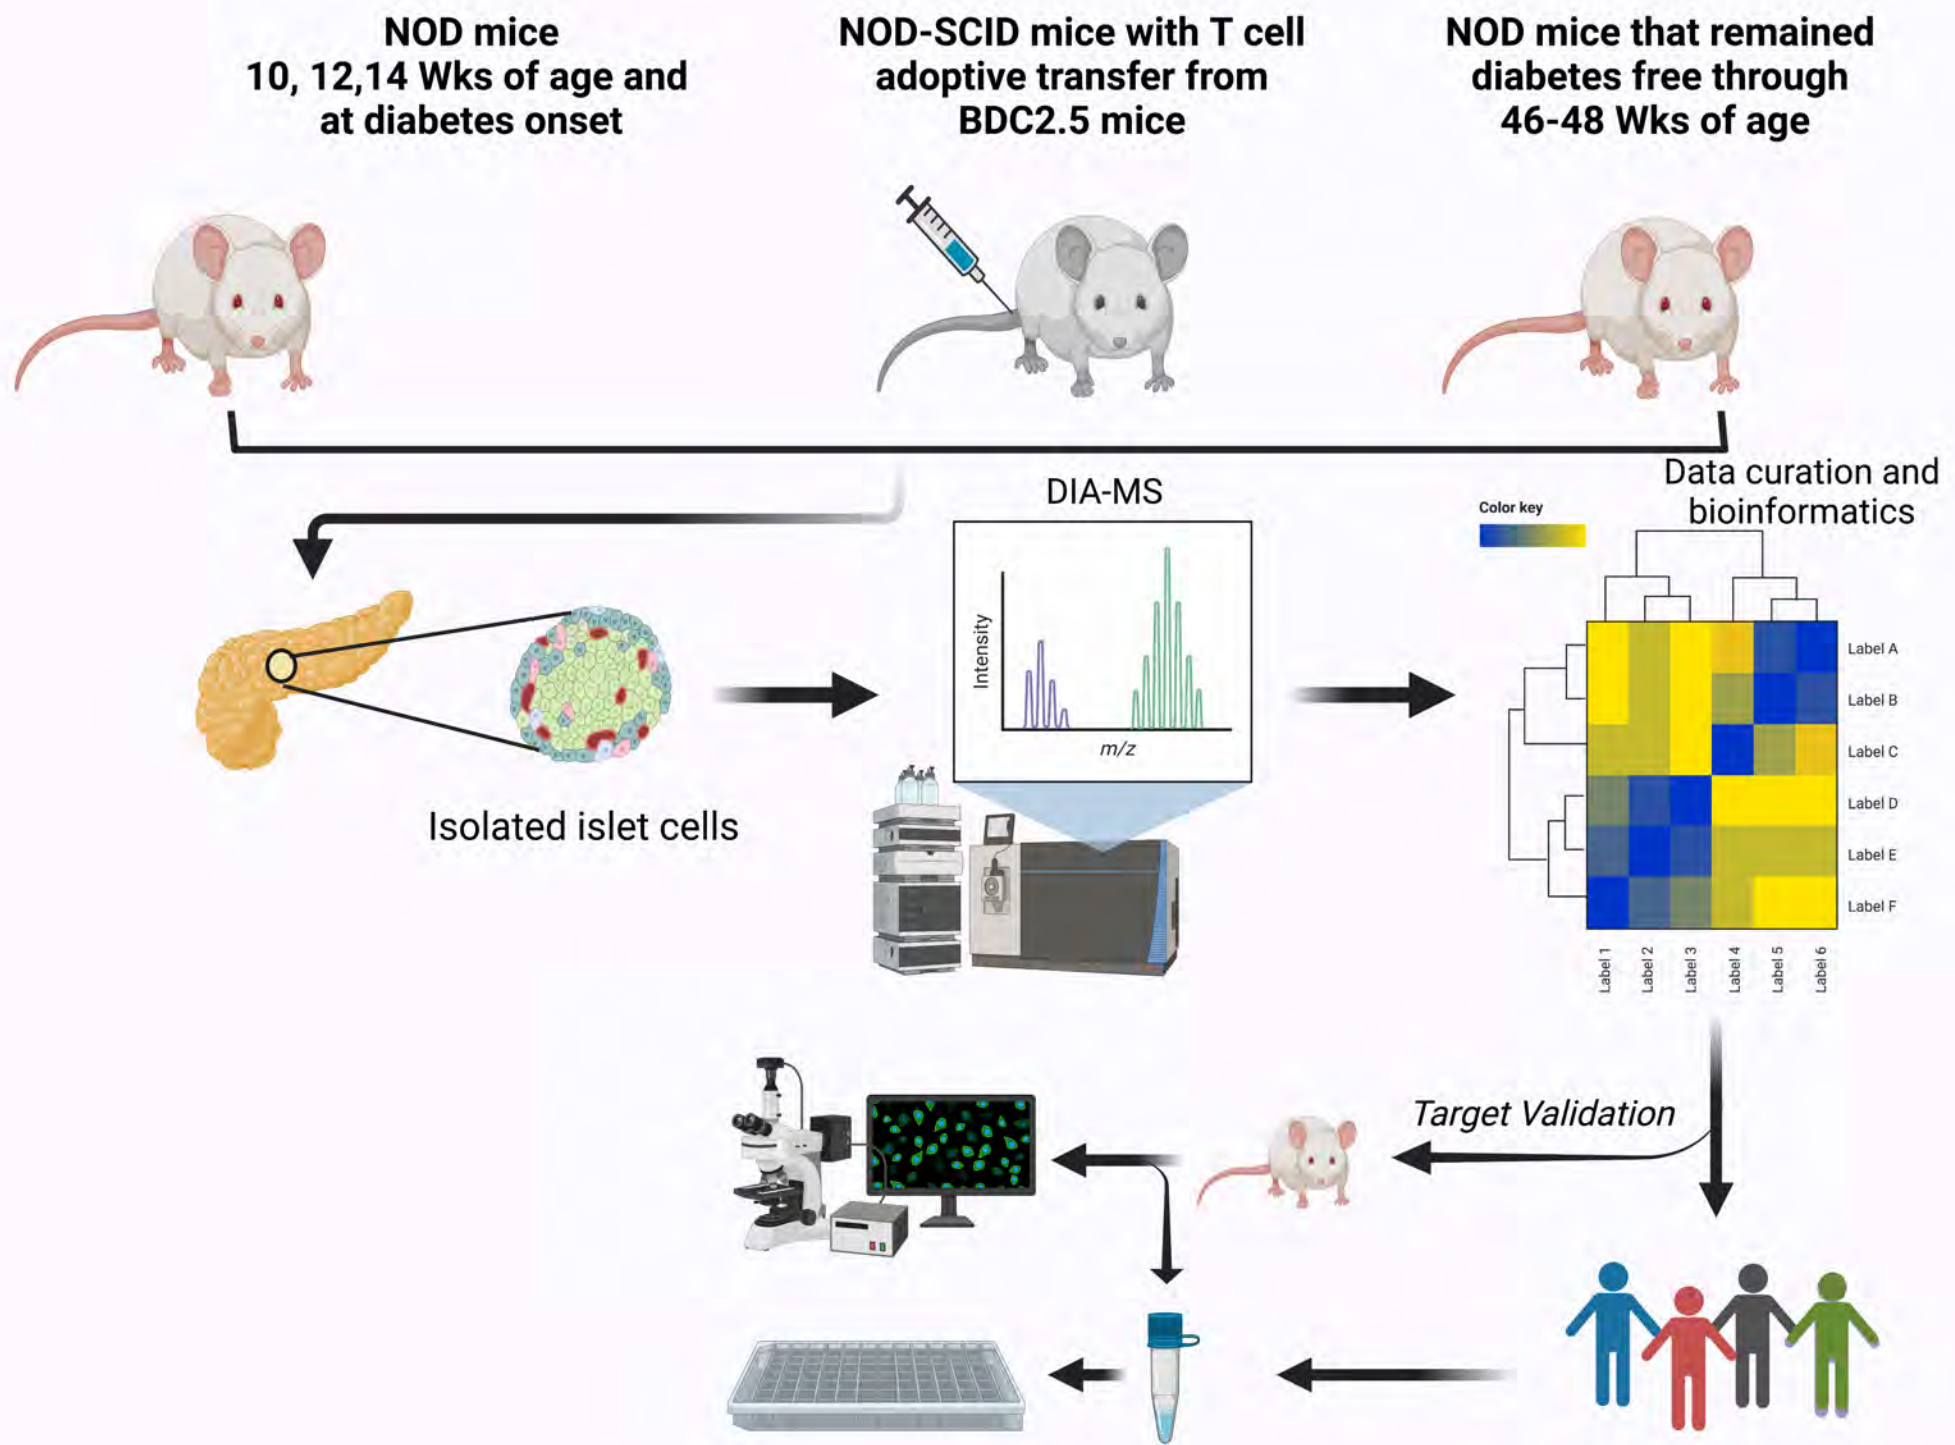 NOD mice
10, 12,14 Wks of age and
at diabetes onset
NOD-SCID mice with T cell
adoptive transfer from
BDC2.5 mice
NOD mice that remained
diabetes free through
46-48 Wks of age
Isolated islet cells
DIA-MS
Intensity
m/z
Data curation and
bioinformatics
Color key
Label A
Label B
Label C
Label D
Label E
Label F
Label 1
Label 2
Label 3
Label 4
Label 5
Label 6
Target Validation